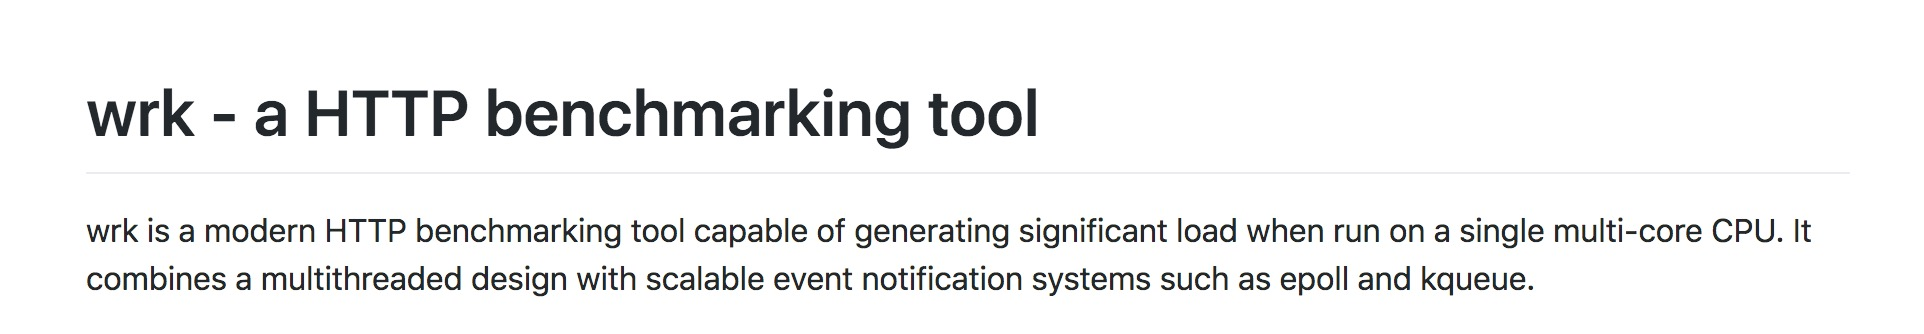 wrk - a HTTP benchmarking tool
wrk is a modern HTTP benchmarking tool capable of generating significant load when run on a single multi-core CPU. It
combines a multithreaded design with scalable event notification systems such as epoll and kqueue.